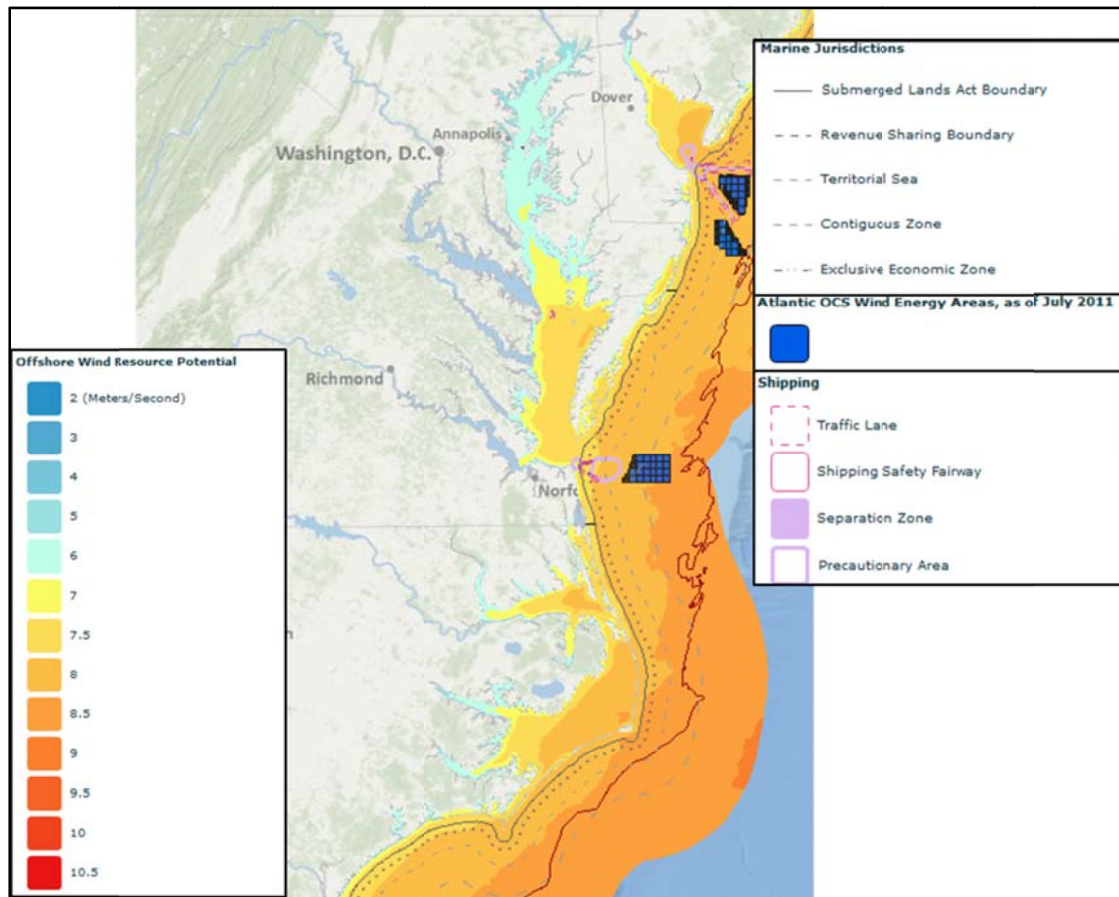 Dover
Annapolis
Washington, D.C.
Richmond
Norfo
Marine Jurisdictions
Submerged Lands Act Boundary
Revenue Sharing Boundary
Territorial Sea
Contiguous Zone
Exclusive Economic Zone
Atlantic OCS Wind Energy Areas, as of July 2011
Shipping
Traffic Lane
Shipping Safety Fairway
Separation Zone
Precautionary Area
Offshore Wind Resource Potential
2 (Meters/Second)
3
4
5
6
7
7.5
8
8.5
9
9.5
10
10.5